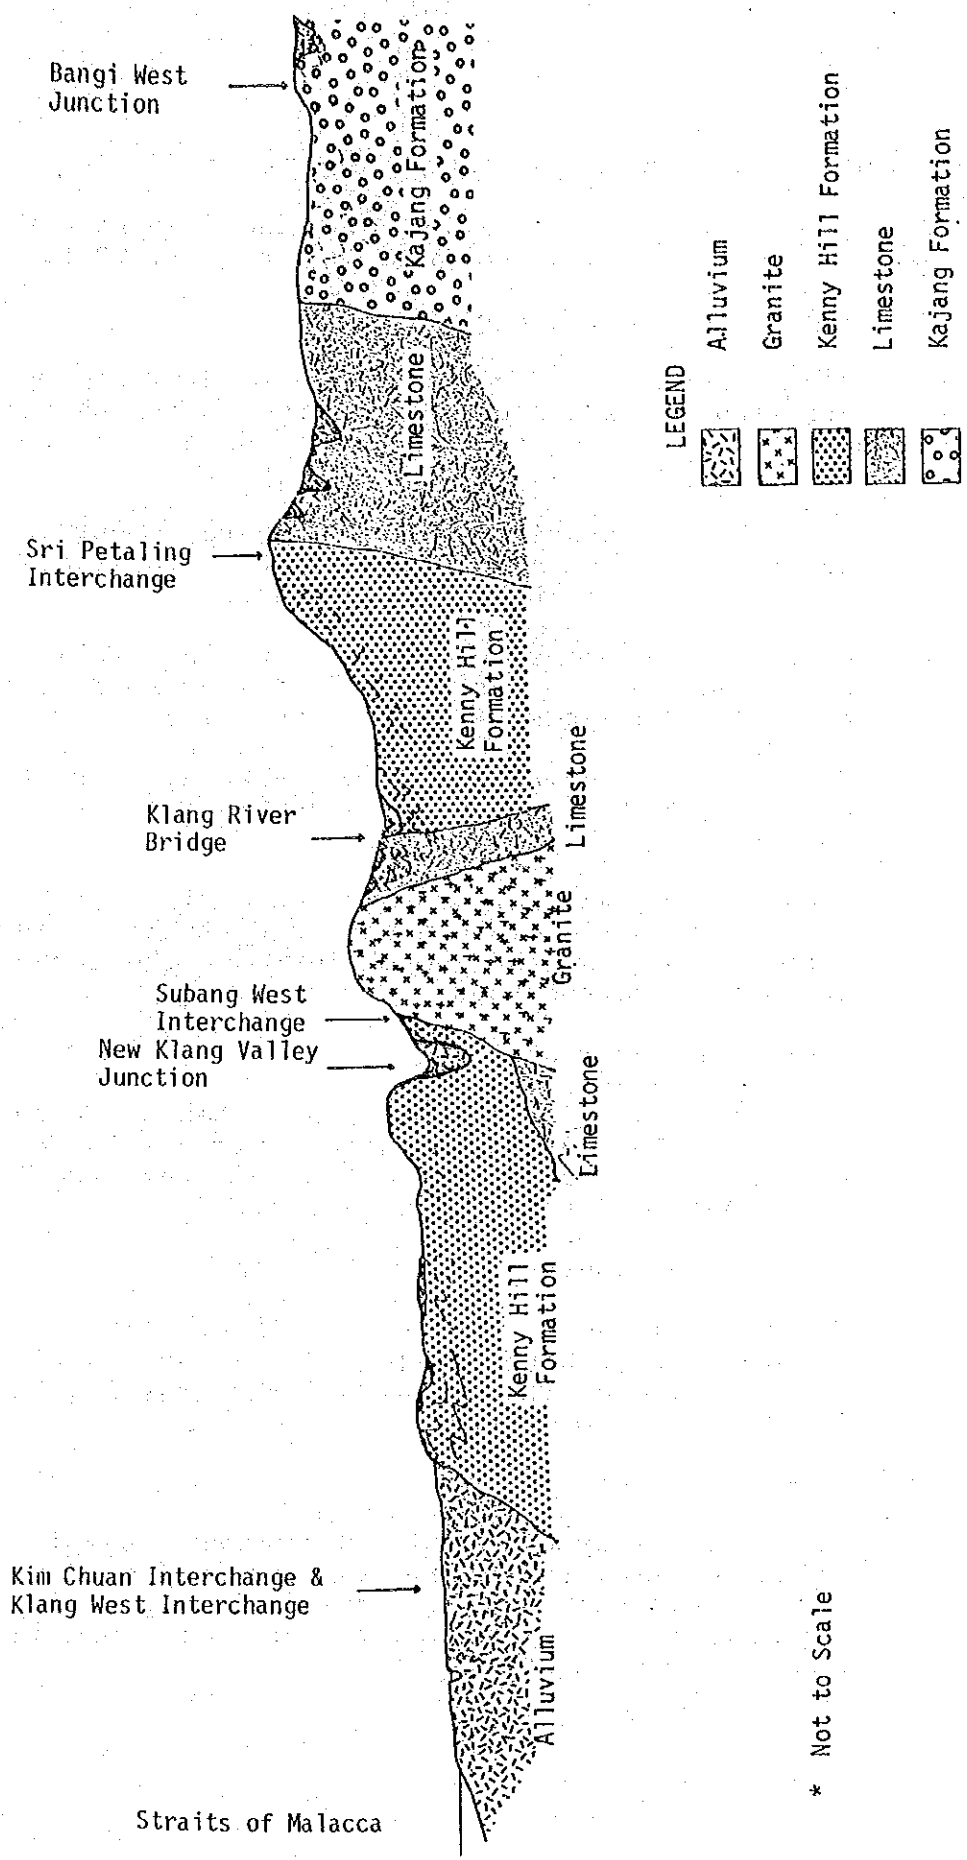 Bangi West
Junction
Kajang Formation
Limestone
Sri Petaling
Interchange
Kenny Hill
Formation
Klang River
Bridge
Limestone
Granite
Subang West
Interchange
New Klang Valley
Junction
Limestone
Kenny Hill
Formation
Kim Chuan Interchange &
Klang West Interchange
Alluvium
Straits of Malacca
LEGEND
Alluvium
Granite
Kenny Hill Formation
Limestone
Kajang Formation
* Not to Scale